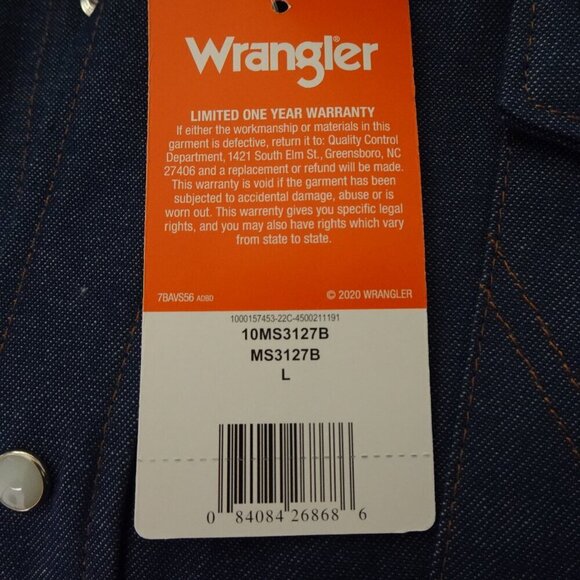 Wrangler
LIMITED ONE YEAR WARRANTY
If either the workmanship or materials in this
garment is defective, return it to: Quality Control
Department, 1421 South Elm St., Greensboro, NC
27406 and a replacement or refund will be made.
This warranty is void if the garment has been
subjected to accidental damage, abuse or is
worn out. This warrenty gives you specific legal
rights, and you may also have rights which vary
from state to state.
7BAVS56 ADBD © 2020 WRANGLER
1000157453-22C-4500211191
10MS3127B
MS3127B
L
0 84084 26868 6